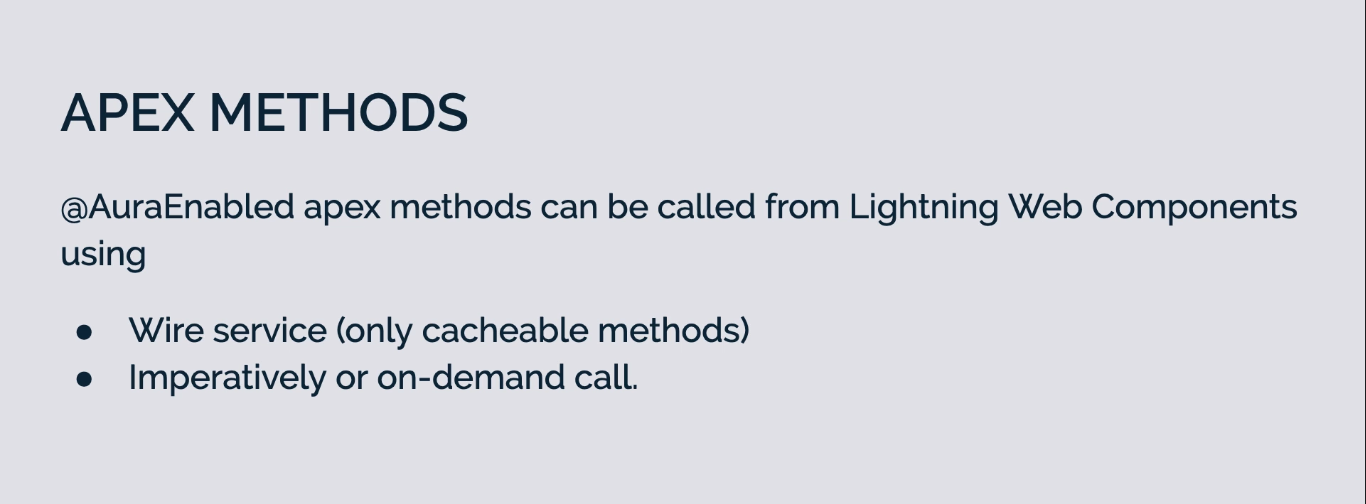 APEX METHODS
@AuraEnabled apex methods can be called from Lightning Web Components
using
● Wire service (only cacheable methods)
● Imperatively or on-demand call.